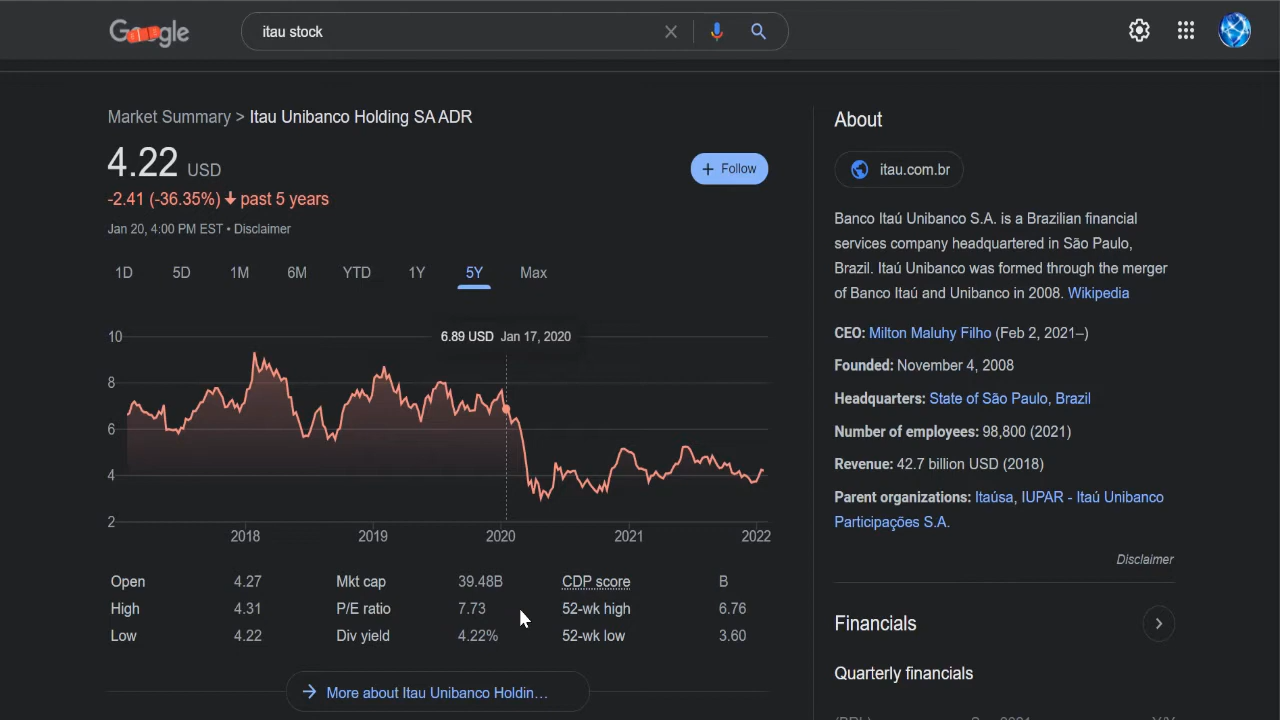 Google
itau stock
Market Summary > Itau Unibanco Holding SA ADR
4.22 USD
+ Follow
-2.41 (-36.35%) past 5 years
Jan 20, 4:00 PM EST • Disclaimer
1D 5D 1M 6M YTD 1Y 5Y Max
6.89 USD Jan 17, 2020
10
8
6
4
2
2018 2019 2020 2021 2022
Open 4.27 Mkt cap 39.48B CDP score B
High 4.31 P/E ratio 7.73 52-wk high 6.76
Low 4.22 Div yield 4.22% 52-wk low 3.60
More about Itau Unibanco Holdin…
About
itau.com.br
Banco Itaú Unibanco S.A. is a Brazilian financial
services company headquartered in São Paulo,
Brazil. Itaú Unibanco was formed through the merger
of Banco Itaú and Unibanco in 2008. Wikipedia
CEO: Milton Maluhy Filho (Feb 2, 2021–)
Founded: November 4, 2008
Headquarters: State of São Paulo, Brazil
Number of employees: 98,800 (2021)
Revenue: 42.7 billion USD (2018)
Parent organizations: Itaúsa, IUPAR - Itaú Unibanco
Participações S.A.
Disclaimer
Financials
Quarterly financials